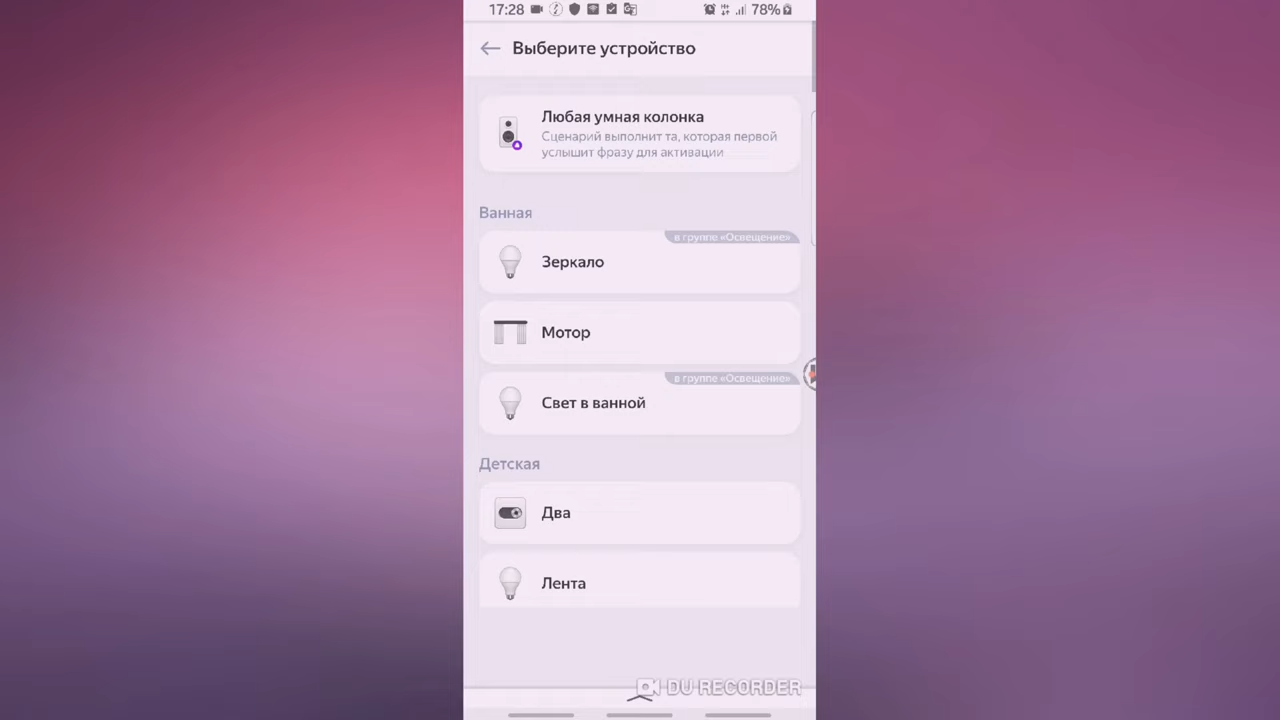 17:28
78%
Выберите устройство
Любая умная колонка
Сценарий выполнит та, которая первой
услышит фразу для активации
Ванная
в группе «Освещение»
Зеркало
Мотор
в группе «Освещение»
Свет в ванной
Детская
Два
Лента
DU RECORDER